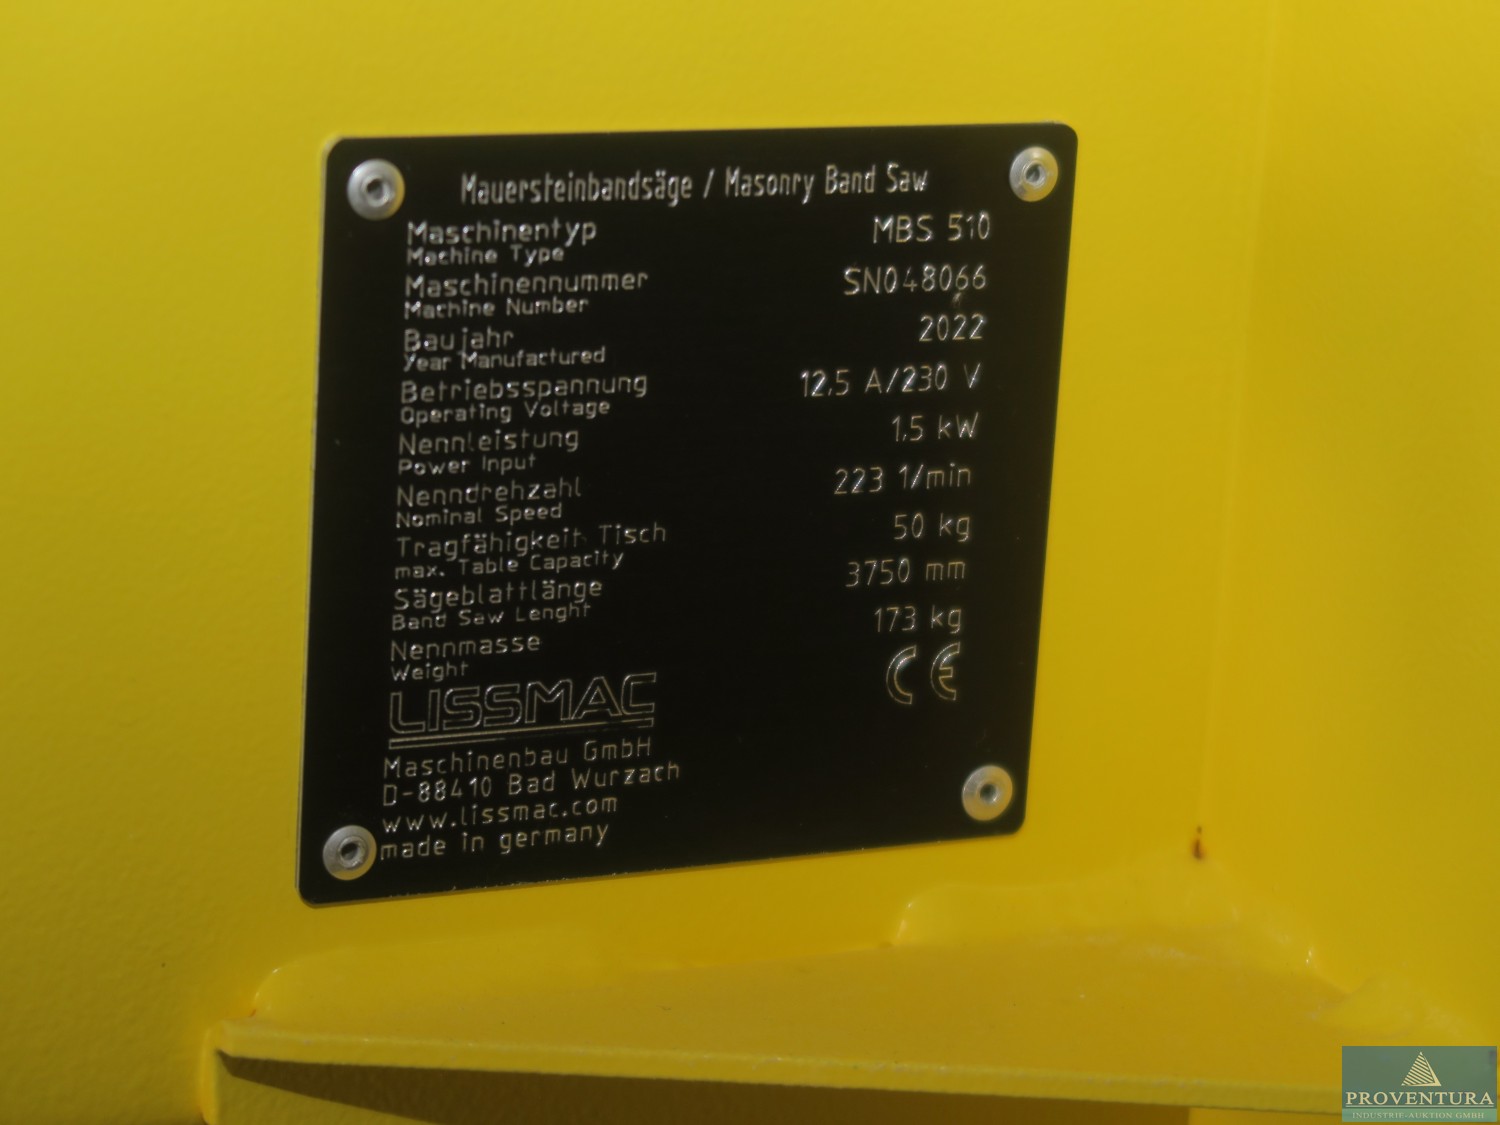 Mauersteinbandsäge / Masonry Band Saw
Maschinentyp MBS 510
Machine Type
Maschinennummer SN048066
Machine Number
Baujahr 2022
Year Manufactured
Betriebsspannung 12,5 A/230 V
Operating Voltage
Nennleistung 1,5 kW
Power Input
Nenndrehzahl 223 1/min
Nominal Speed
Tragfähigkeit Tisch 50 kg
max. Table Capacity
Sägeblattlänge 3750 mm
Band Saw Lenght
Nennmasse 173 kg
Weight
CE
LISSMAC
Maschinenbau GmbH
D-88410 Bad Wurzach
www.lissmac.com
made in germany
PROVENTURA
INDUSTRIE-AUKTION GMBH